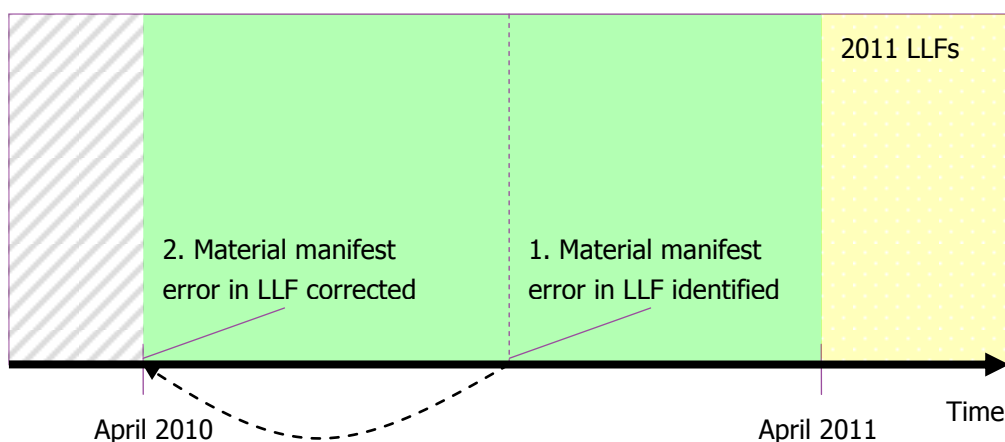 2011 LLFs
2. Material manifest
error in LLF corrected
1. Material manifest
error in LLF identified
April 2010
April 2011
Time